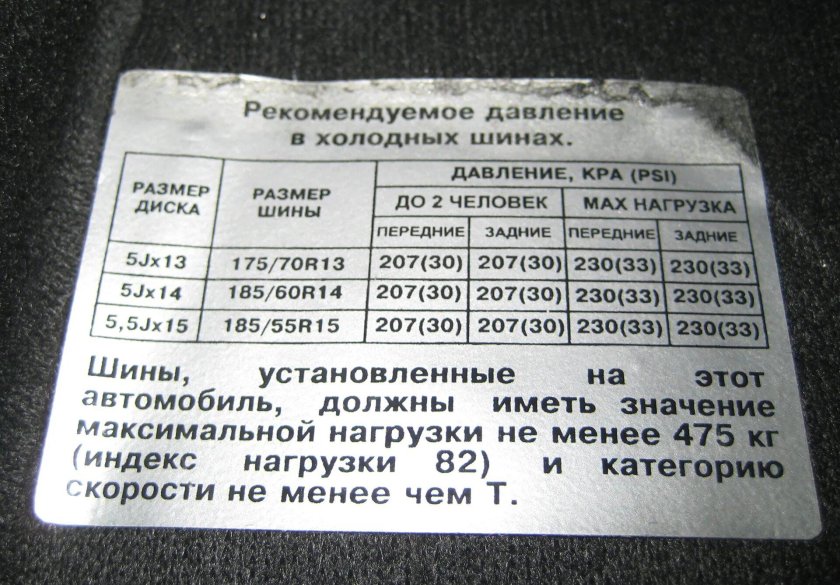 Рекомендуемое давление
в холодных шинах.
РАЗМЕР ДИСКА РАЗМЕР ШИНЫ ДАВЛЕНИЕ, КРА (PSI)
ДО 2 ЧЕЛОВЕК МАХ НАГРУЗКА
ПЕРЕДНИЕ ЗАДНИЕ ПЕРЕДНИЕ ЗАДНИЕ
5Jx13 175/70R13 207(30) 207(30) 230(33) 230(33)
5Jx14 185/60R14 207(30) 207(30) 230(33) 230(33)
5,5Jx15 185/55R15 207(30) 207(30) 230(33) 230(33)
Шины, установленные на этот
автомобиль, должны иметь значение
максимальной нагрузки не менее 475 кг
(индекс нагрузки 82) и категорию
скорости не менее чем Т.